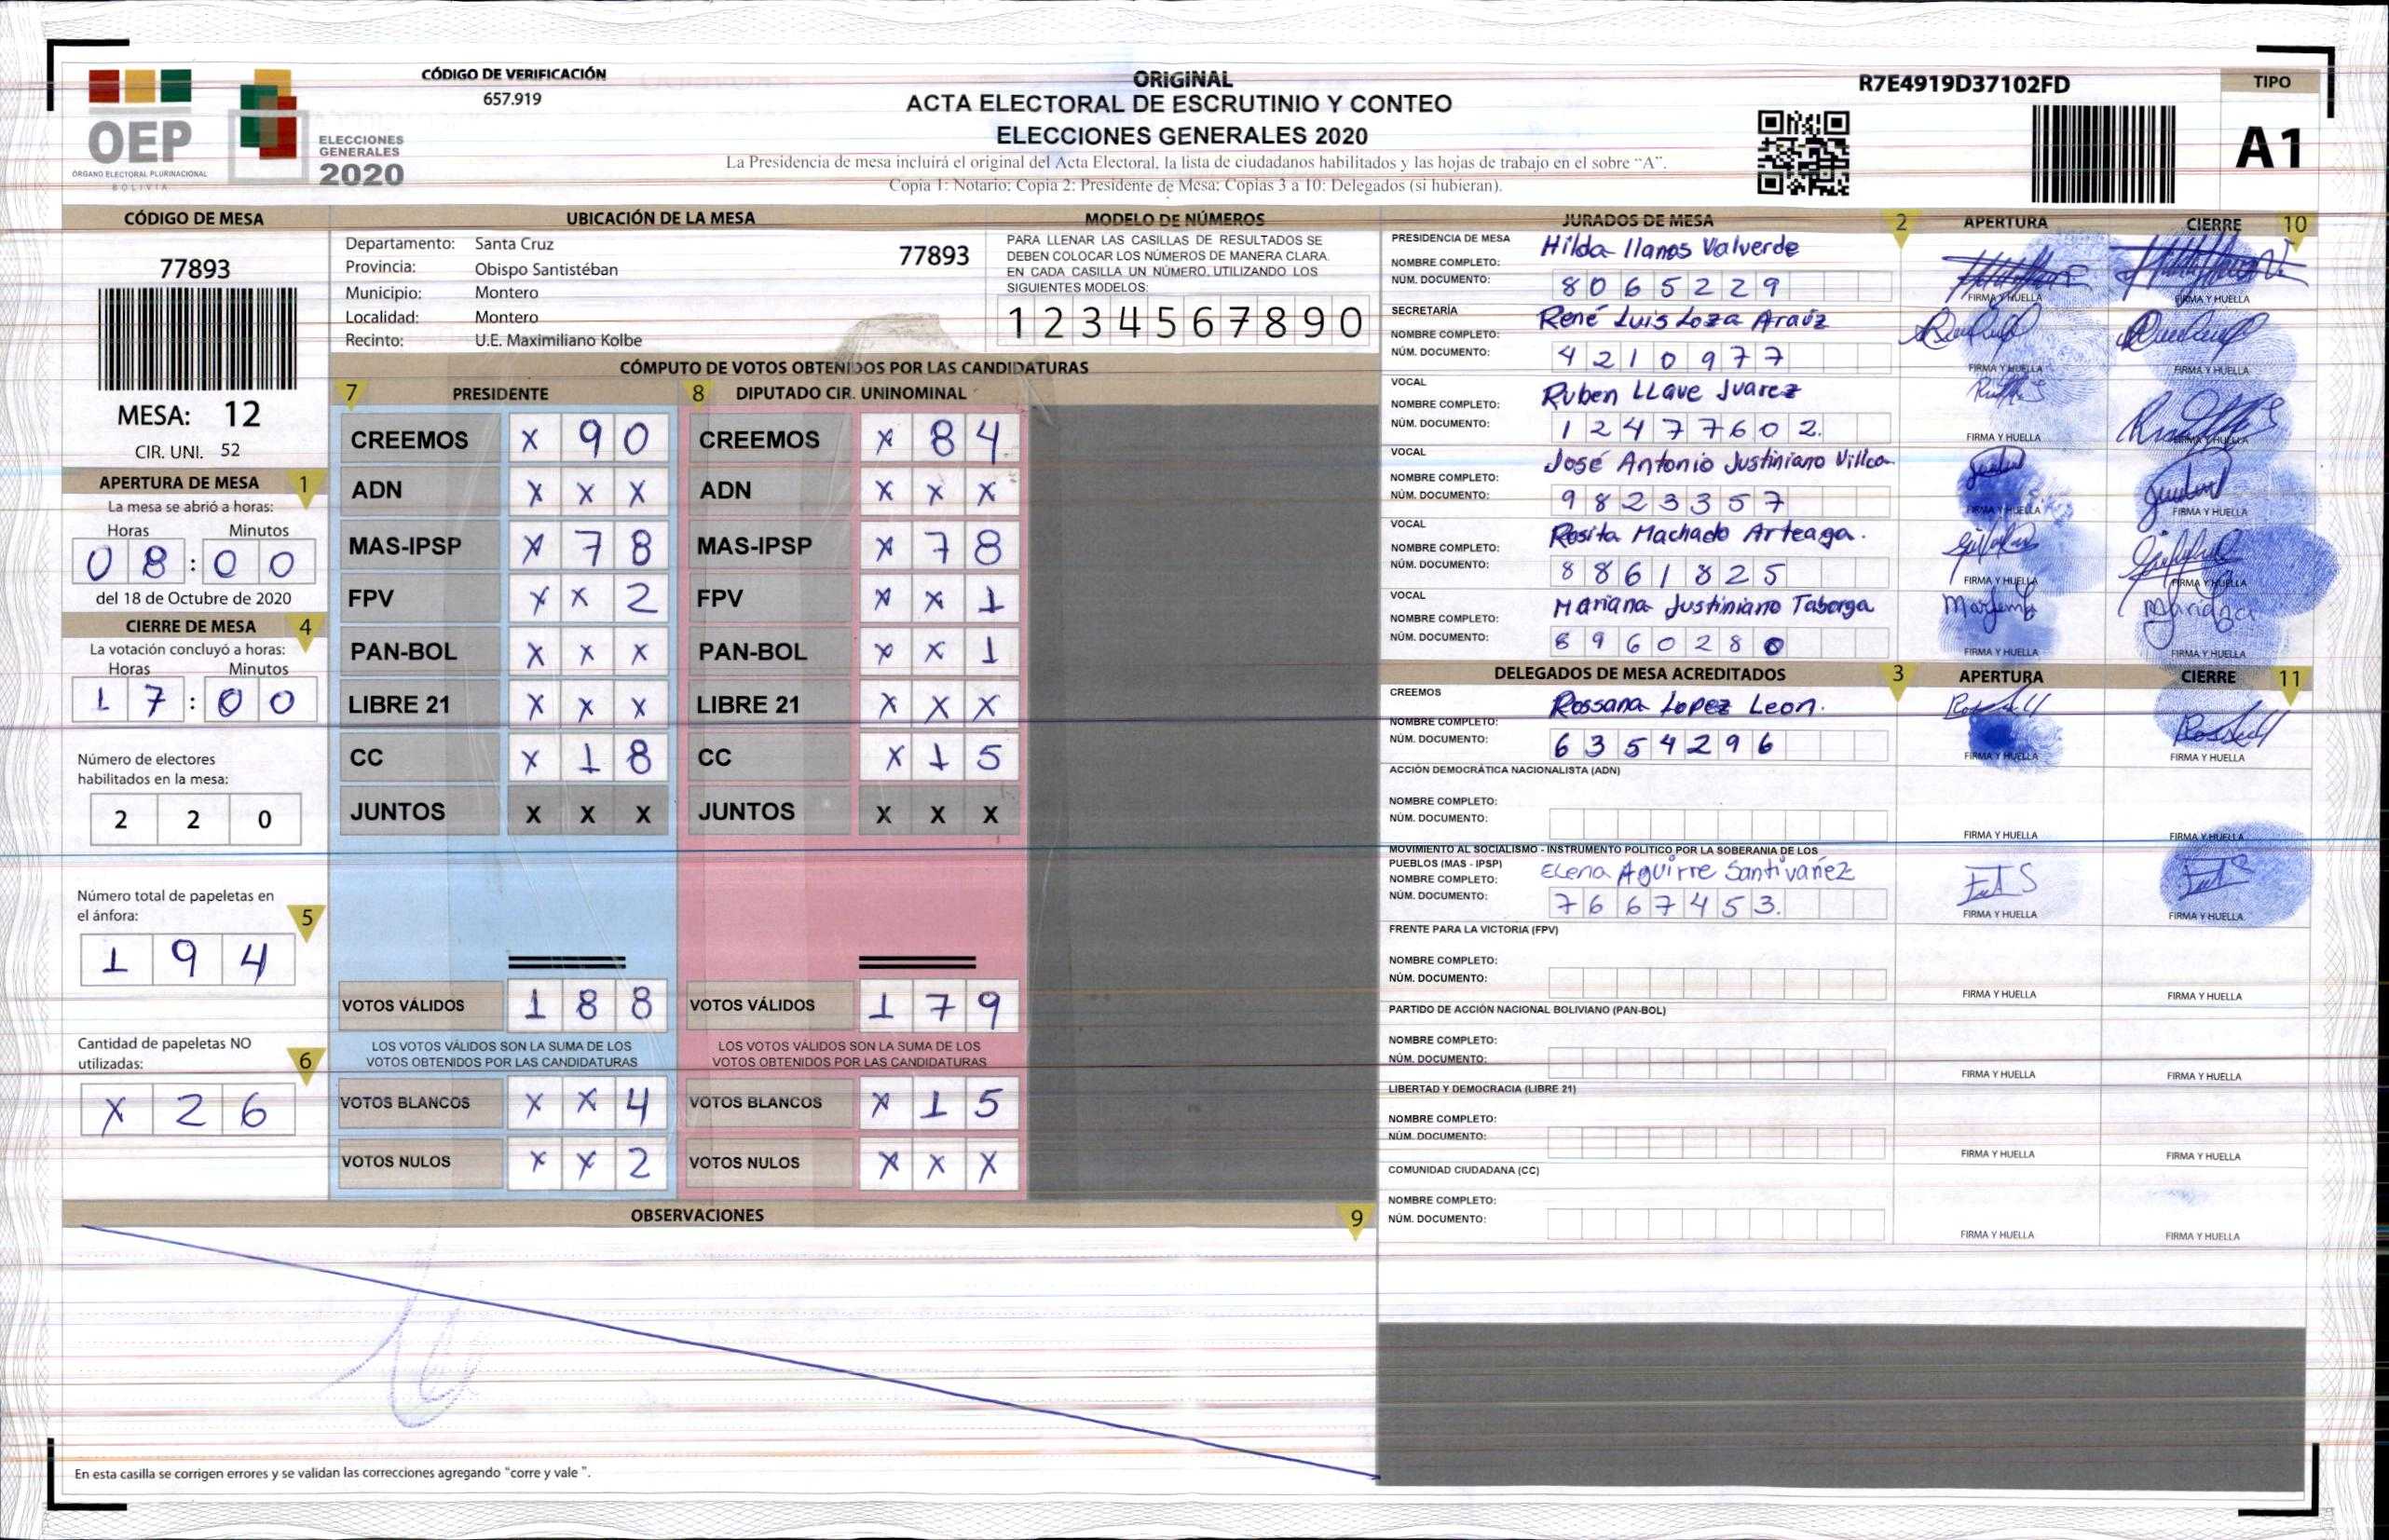 CÓDIGO DE VERIFICACIÓN
657.919
OEP
ÓRGANO ELECTORAL PLURINACIONAL
BOLIVIA
ELECCIONES
GENERALES
2020
ORIGINAL
ACTA ELECTORAL DE ESCRUTINIO Y CONTEO
ELECCIONES GENERALES 2020
La Presidencia de mesa incluirá el original del Acta Electoral, la lista de ciudadanos habilitados y las hojas de trabajo en el sobre "A".
Copia 1: Notario; Copia 2: Presidente de Mesa; Copias 3 a 10: Delegados (si hubieran).
R7E4919D37102FD
TIPO
A1
CÓDIGO DE MESA
77893
MESA: 12
CIR. UNI. 52
APERTURA DE MESA 1
La mesa se abrió a horas:
Horas Minutos
08:00
del 18 de Octubre de 2020
CIERRE DE MESA 4
La votación concluyó a horas:
Horas Minutos
17:00
Número de electores
habilitados en la mesa:
2 2 0
Número total de papeletas en
el ánfora: 5
1 9 4
Cantidad de papeletas NO
utilizadas: 6
X 2 6
UBICACIÓN DE LA MESA
Departamento: Santa Cruz 77893
Provincia: Obispo Santistéban
Municipio: Montero
Localidad: Montero
Recinto: U.E. Maximiliano Kolbe
MODELO DE NÚMEROS
PARA LLENAR LAS CASILLAS DE RESULTADOS SE
DEBEN COLOCAR LOS NÚMEROS DE MANERA CLARA.
EN CADA CASILLA UN NÚMERO, UTILIZANDO LOS
SIGUIENTES MODELOS:
1 2 3 4 5 6 7 8 9 0
CÓMPUTO DE VOTOS OBTENIDOS POR LAS CANDIDATURAS
7 PRESIDENTE 8 DIPUTADO CIR. UNINOMINAL
CREEMOS X 9 0 CREEMOS X 8 4
ADN X X X ADN X X X
MAS-IPSP X 7 8 MAS-IPSP X 7 8
FPV X X 2 FPV X X 1
PAN-BOL X X X PAN-BOL X X 1
LIBRE 21 X X X LIBRE 21 X X X
CC X 1 8 CC X 1 5
JUNTOS X X X JUNTOS X X X
VOTOS VÁLIDOS 1 8 8 VOTOS VÁLIDOS 1 7 9
LOS VOTOS VÁLIDOS SON LA SUMA DE LOS LOS VOTOS VÁLIDOS SON LA SUMA DE LOS
VOTOS OBTENIDOS POR LAS CANDIDATURAS VOTOS OBTENIDOS POR LAS CANDIDATURAS
VOTOS BLANCOS X X 4 VOTOS BLANCOS X 1 5
VOTOS NULOS X X 2 VOTOS NULOS X X X
OBSERVACIONES 9
En esta casilla se corrigen errores y se validan las correcciones agregando "corre y vale ".
JURADOS DE MESA 2 APERTURA CIERRE 10
PRESIDENCIA DE MESA
NOMBRE COMPLETO: Hilda llanos Valverde
NÚM. DOCUMENTO: 8065229
FIRMA Y HUELLA FIRMA Y HUELLA
SECRETARÍA
NOMBRE COMPLETO: René Luis Loza Araúz
NÚM. DOCUMENTO: 4210977
FIRMA Y HUELLA FIRMA Y HUELLA
VOCAL
NOMBRE COMPLETO: Ruben LLave Juarez
NÚM. DOCUMENTO: 12477602.
FIRMA Y HUELLA FIRMA Y HUELLA
VOCAL
NOMBRE COMPLETO: José Antonio Justiniano Villca
NÚM. DOCUMENTO: 9823357
FIRMA Y HUELLA FIRMA Y HUELLA
VOCAL
NOMBRE COMPLETO: Rosita Machado Arteaga.
NÚM. DOCUMENTO: 8861825
FIRMA Y HUELLA FIRMA Y HUELLA
VOCAL
NOMBRE COMPLETO: Mariana Justiniano Taborga
NÚM. DOCUMENTO: 8960280
FIRMA Y HUELLA FIRMA Y HUELLA
DELEGADOS DE MESA ACREDITADOS 3 APERTURA CIERRE 11
CREEMOS
NOMBRE COMPLETO: Rossana Lopez Leon.
NÚM. DOCUMENTO: 6354296
FIRMA Y HUELLA FIRMA Y HUELLA
ACCIÓN DEMOCRÁTICA NACIONALISTA (ADN)
NOMBRE COMPLETO:
NÚM. DOCUMENTO:
FIRMA Y HUELLA FIRMA Y HUELLA
MOVIMIENTO AL SOCIALISMO - INSTRUMENTO POLÍTICO POR LA SOBERANIA DE LOS
PUEBLOS (MAS - IPSP)
NOMBRE COMPLETO: Elena Aguirre Santivañez
NÚM. DOCUMENTO: 7667453.
FIRMA Y HUELLA FIRMA Y HUELLA
FRENTE PARA LA VICTORIA (FPV)
NOMBRE COMPLETO:
NÚM. DOCUMENTO:
FIRMA Y HUELLA FIRMA Y HUELLA
PARTIDO DE ACCIÓN NACIONAL BOLIVIANO (PAN-BOL)
NOMBRE COMPLETO:
NÚM. DOCUMENTO:
FIRMA Y HUELLA FIRMA Y HUELLA
LIBERTAD Y DEMOCRACIA (LIBRE 21)
NOMBRE COMPLETO:
NÚM. DOCUMENTO:
FIRMA Y HUELLA FIRMA Y HUELLA
COMUNIDAD CIUDADANA (CC)
NOMBRE COMPLETO:
NÚM. DOCUMENTO:
FIRMA Y HUELLA FIRMA Y HUELLA